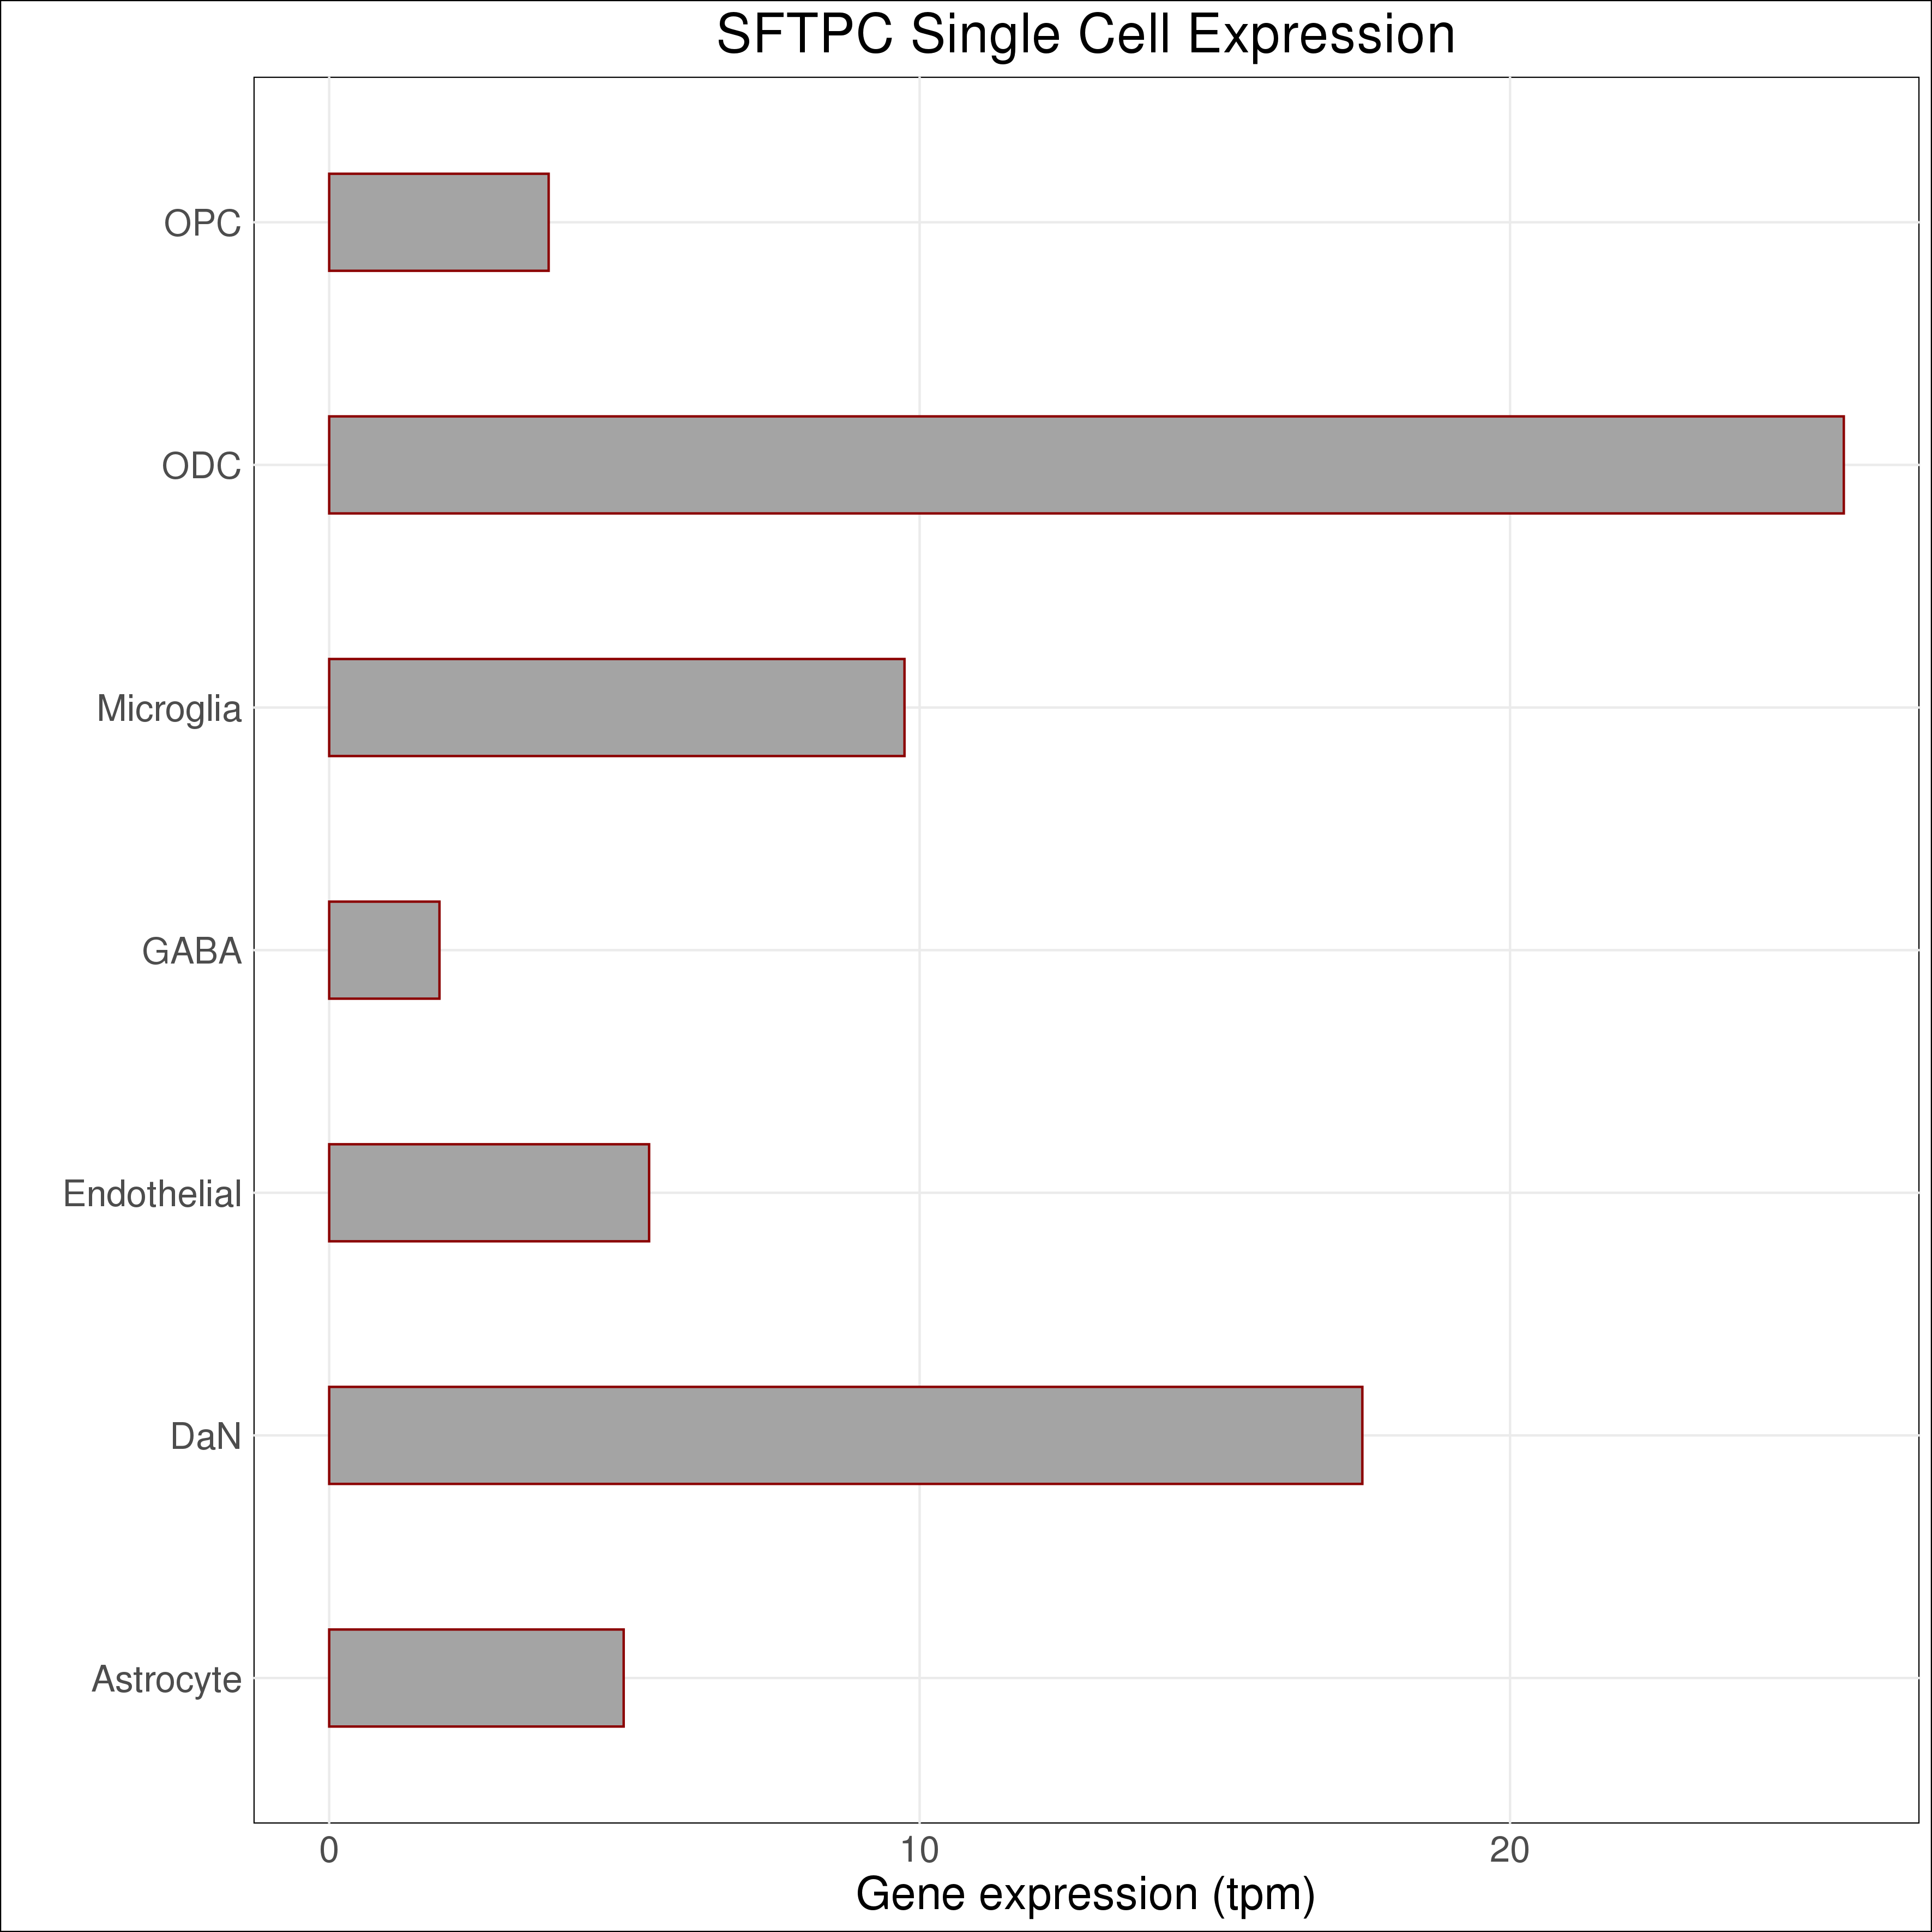 SFTPC Single Cell Expression
OPC
ODC
Microglia
GABA
Endothelial
DaN
Astrocyte
0 10 20
Gene expression (tpm)